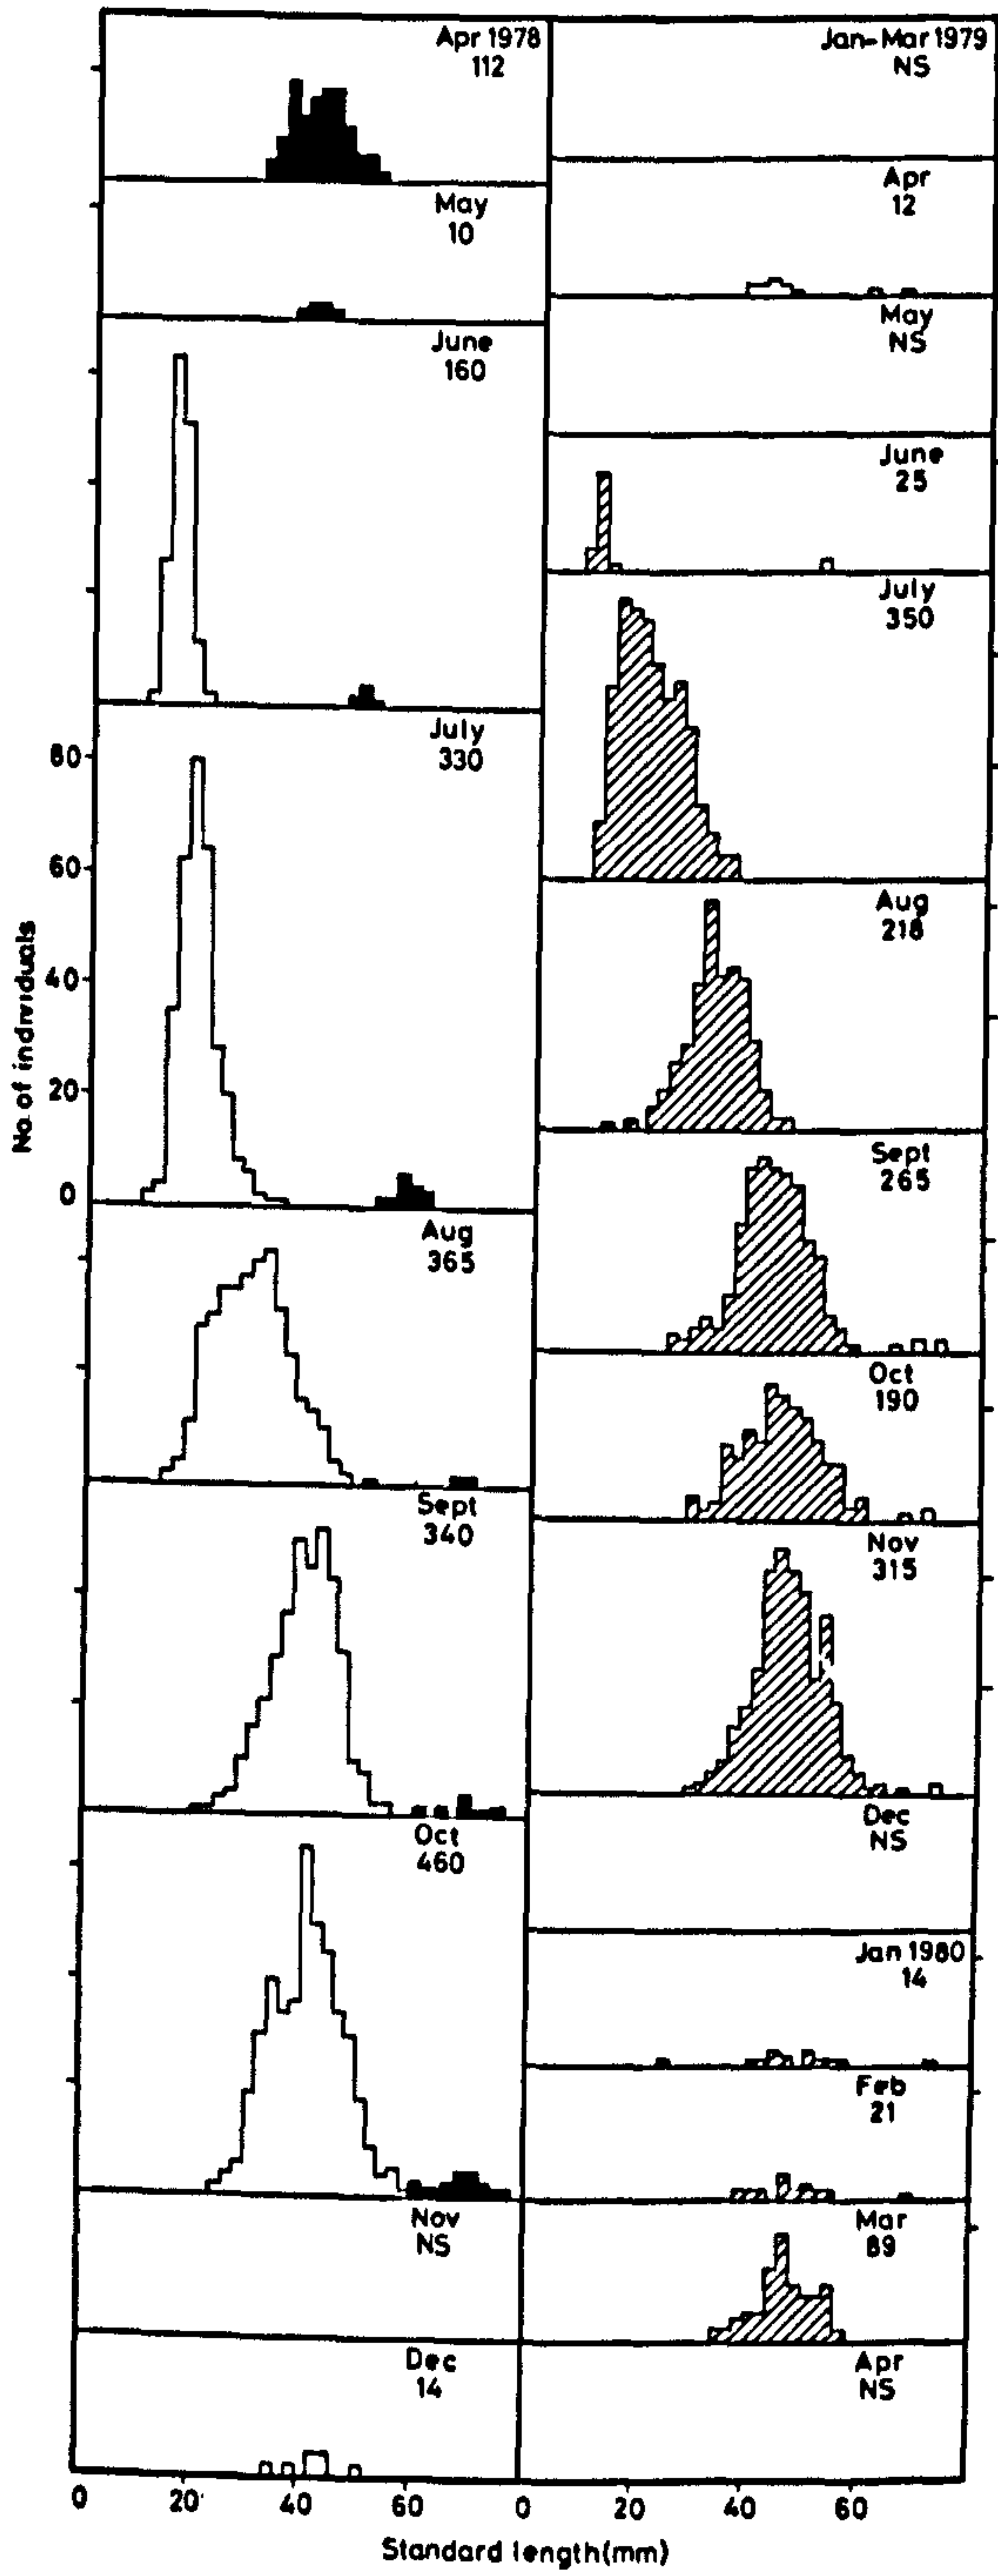 Apr 1978
112
May
10
June
160
July
330
Aug
365
Sept
340
Oct
460
Nov
NS
Dec
14
Jan-Mar 1979
NS
Apr
12
May
NS
June
25
July
350
Aug
218
Sept
265
Oct
190
Nov
315
Dec
NS
Jan 1980
14
Feb
21
Mar
89
Apr
NS
No. of individuals
80
60
40
20
0
0 20 40 60 0 20 40 60
Standard length(mm)